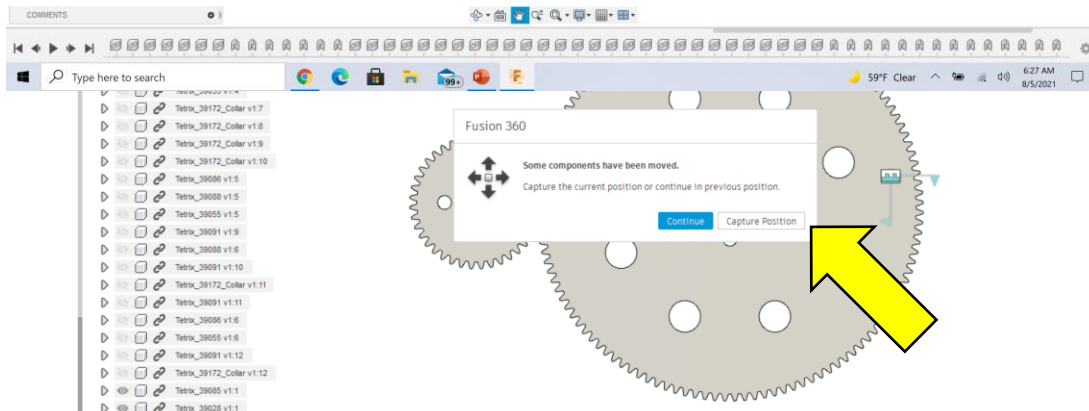 COMMENTS
Type here to search
99+
59°F Clear
6:27 AM
8/5/2021
Tetrix_39055 v1:4
Tetrix_39172_Collar v1:7
Tetrix_39172_Collar v1:8
Tetrix_39172_Collar v1:9
Tetrix_39172_Collar v1:10
Tetrix_39086 v1:5
Tetrix_39088 v1:5
Tetrix_39055 v1:5
Tetrix_39091 v1:9
Tetrix_39088 v1:6
Tetrix_39091 v1:10
Tetrix_39172_Collar v1:11
Tetrix_39091 v1:11
Tetrix_39086 v1:6
Tetrix_39055 v1:6
Tetrix_39091 v1:12
Tetrix_39172_Collar v1:12
Tetrix_39085 v1:1
Tetrix_39028 v1:1
Fusion 360
Some components have been moved.
Capture the current position or continue in previous position.
Continue
Capture Position